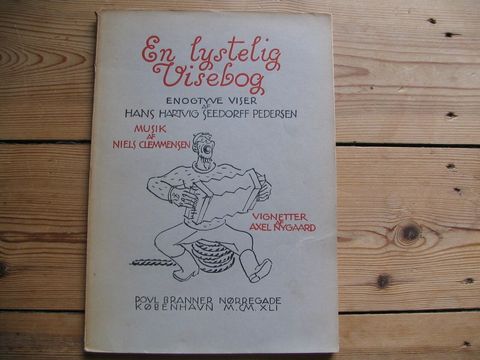 En lystelig
Visebog
ENOGTYVE VISER
AF
HANS HARTVIG SEEDORFF PEDERSEN
MUSIK
AF
NIELS CLEMMENSEN
VIGNETTER
AF
AXEL NYGAARD
POVL BRANNER NØRREGADE
KØBENHAVN M.CM.XLI